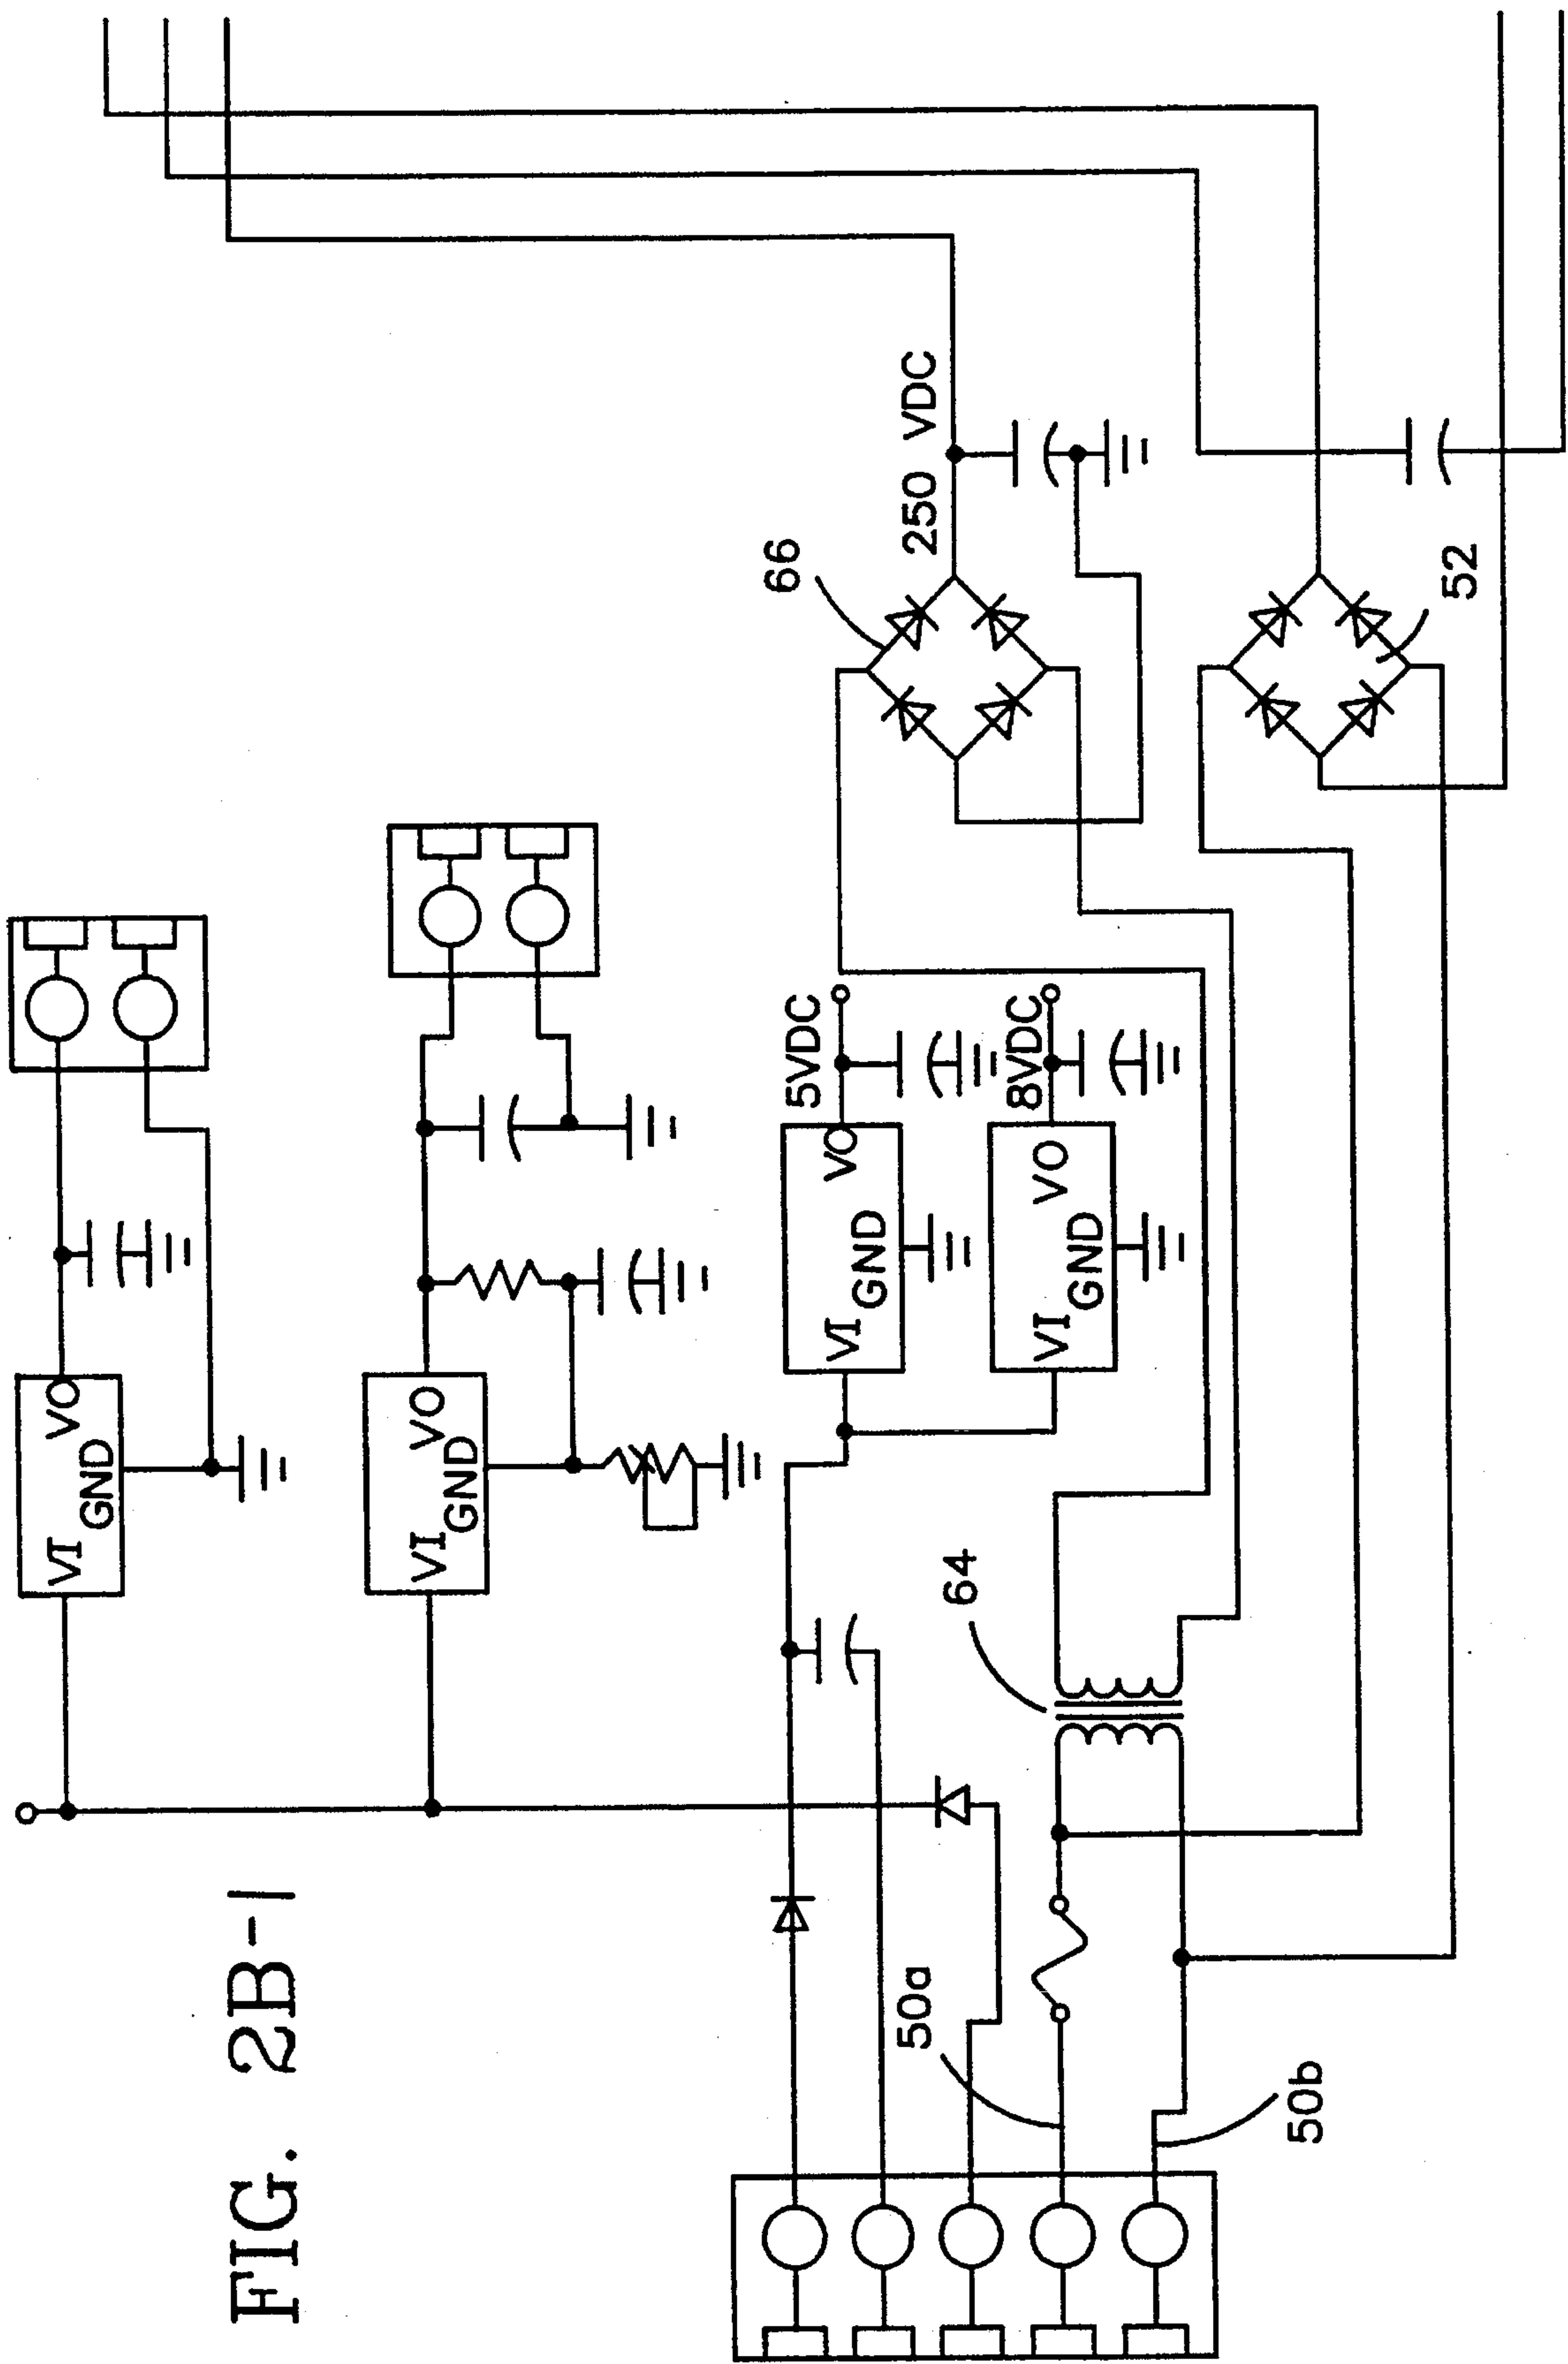 FIG. 2B-1
VI
GND
VO
VI
GND
VO
VI
GND
VO
5VDC
VI
GND
VO
8VDC
66
250 VDC
52
64
50a
50b